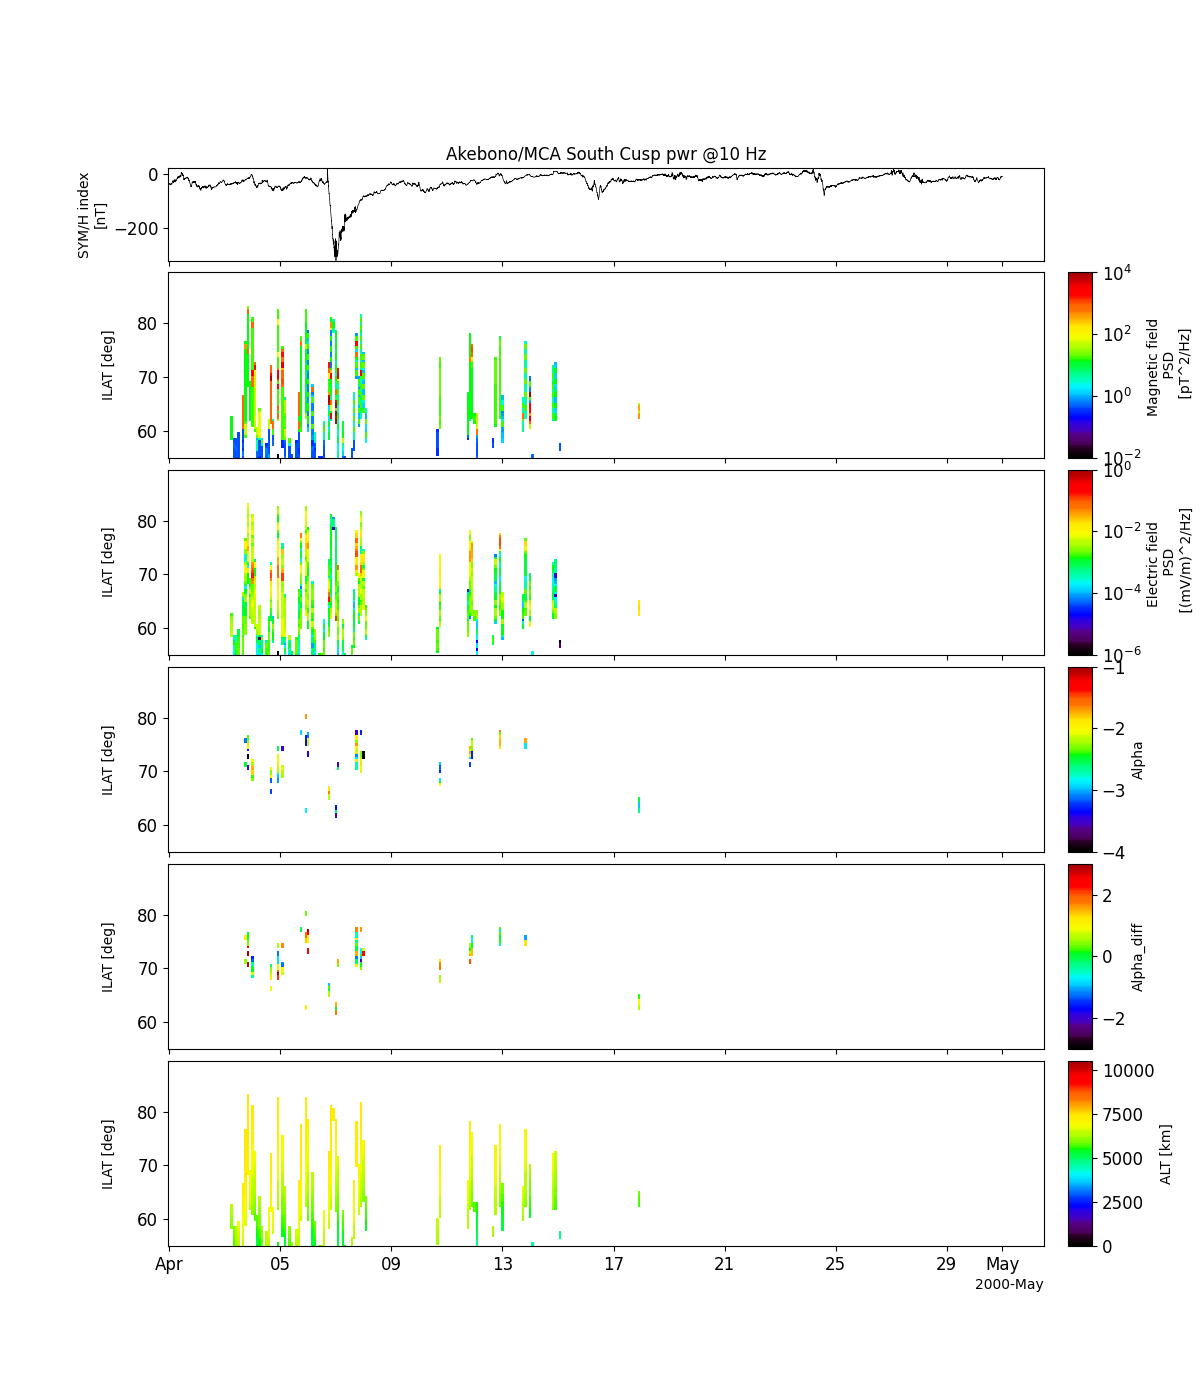 Akebono/MCA South Cusp pwr @10 Hz
SYM/H index
[nT]
0
−200
ILAT [deg]
80
70
60
10^4
10^2
10^0
10^−2
Magnetic field
PSD
[pT^2/Hz]
ILAT [deg]
80
70
60
10^0
10^−2
10^−4
10^−6
Electric field
PSD
[(mV/m)^2/Hz]
ILAT [deg]
80
70
60
−1
−2
−3
−4
Alpha
ILAT [deg]
80
70
60
2
0
−2
Alpha_diff
ILAT [deg]
80
70
60
10000
7500
5000
2500
0
ALT [km]
Apr 05 09 13 17 21 25 29 May
2000-May